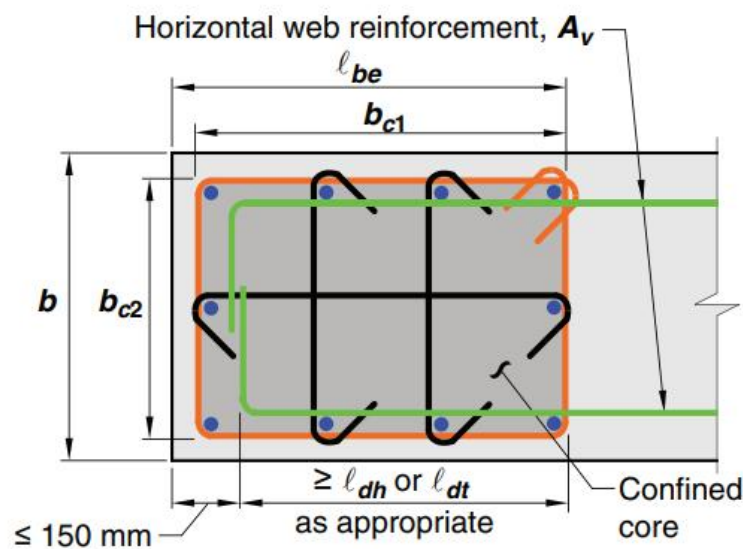 Horizontal web reinforcement, Av
ℓbe
bc1
b
bc2
≥ ℓdh or ℓdt
as appropriate
≤ 150 mm
Confined
core